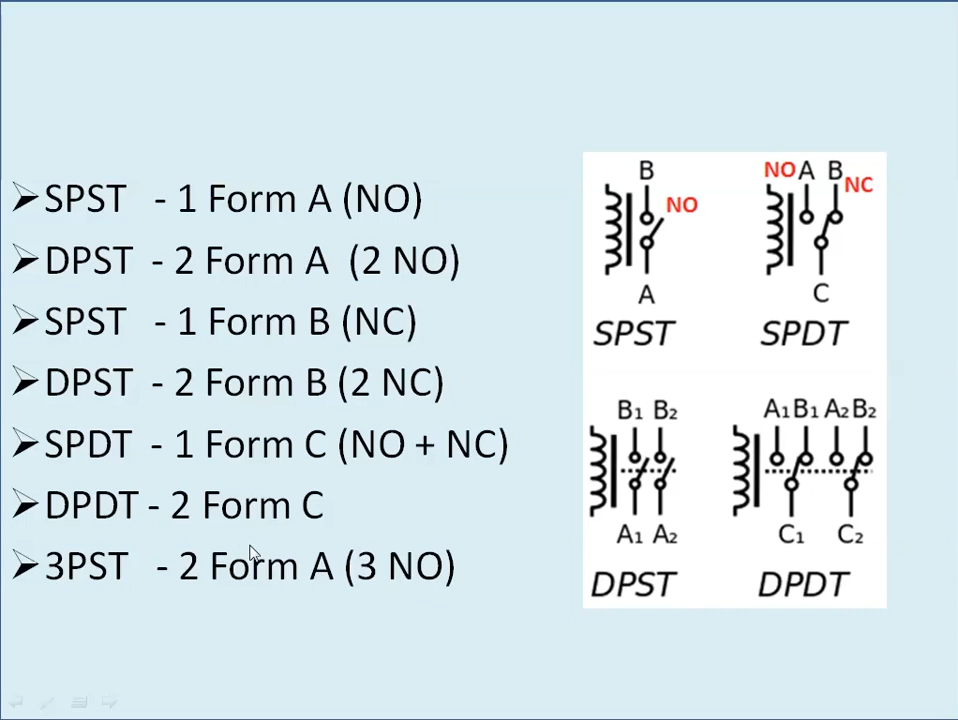 ➢SPST - 1 Form A (NO)
➢DPST - 2 Form A (2 NO)
➢SPST - 1 Form B (NC)
➢DPST - 2 Form B (2 NC)
➢SPDT - 1 Form C (NO + NC)
➢DPDT - 2 Form C
➢3PST - 2 Form A (3 NO)
B
NO
A
SPST
NO A B NC
C
SPDT
B₁ B₂
A₁ A₂
DPST
A₁ B₁ A₂ B₂
C₁ C₂
DPDT